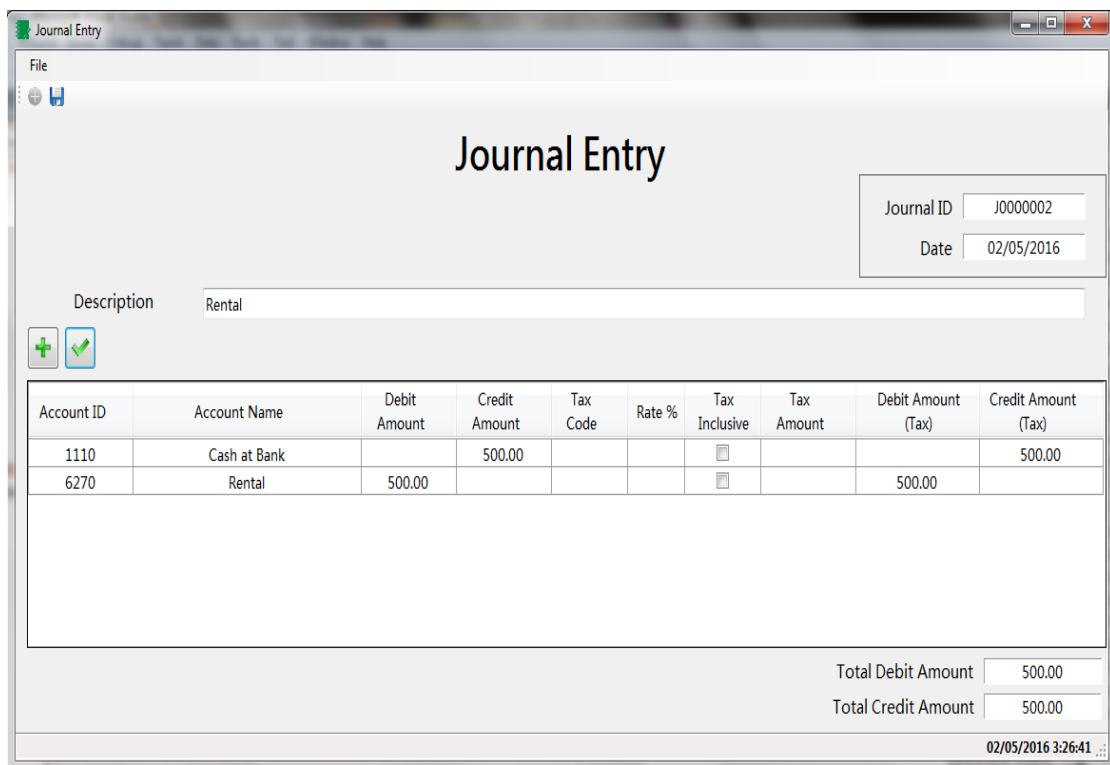 Journal Entry
File
Journal Entry
Journal ID J0000002
Date 02/05/2016
Description Rental
Account ID Account Name Debit Amount Credit Amount Tax Code Rate % Tax Inclusive Tax Amount Debit Amount (Tax) Credit Amount (Tax)
1110 Cash at Bank 500.00 500.00
6270 Rental 500.00 500.00
Total Debit Amount 500.00
Total Credit Amount 500.00
02/05/2016 3:26:41